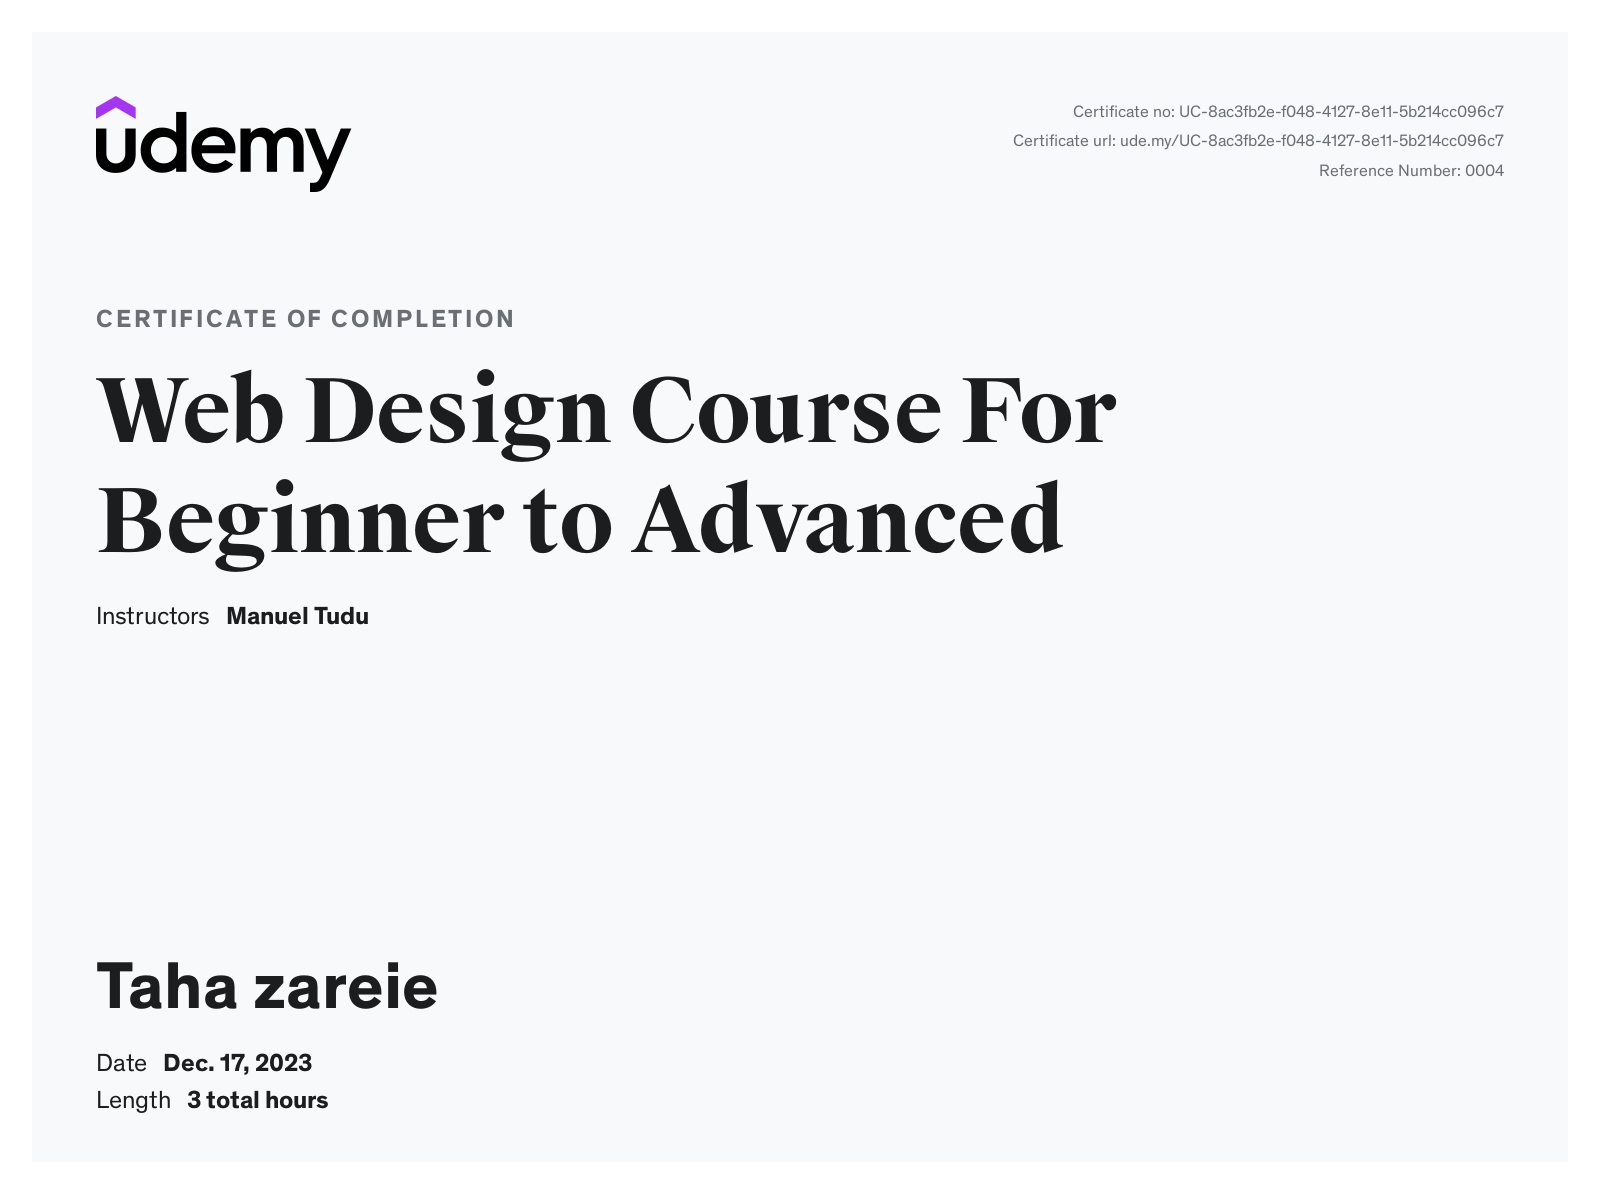 udemy
Certificate no: UC-8ac3fb2e-f048-4127-8e11-5b214cc096c7
Certificate url: ude.my/UC-8ac3fb2e-f048-4127-8e11-5b214cc096c7
Reference Number: 0004
CERTIFICATE OF COMPLETION
Web Design Course For
Beginner to Advanced
Instructors Manuel Tudu
Taha zareie
Date Dec. 17, 2023
Length 3 total hours